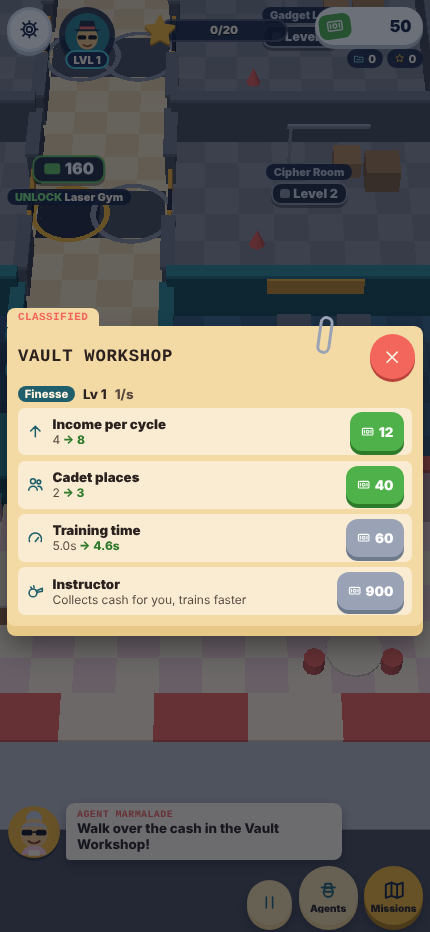 Gadget L
50
0/20
Level
LVL 1
0
0
160
Cipher Room
UNLOCK Laser Gym
Level 2
CLASSIFIED
VAULT WORKSHOP
Finesse Lv 1 1/s
Income per cycle
4 → 8
12
Cadet places
2 → 3
40
Training time
5.0s → 4.6s
60
Instructor
Collects cash for you, trains faster
900
AGENT MARMALADE
Walk over the cash in the Vault
Workshop!
Agents
Missions